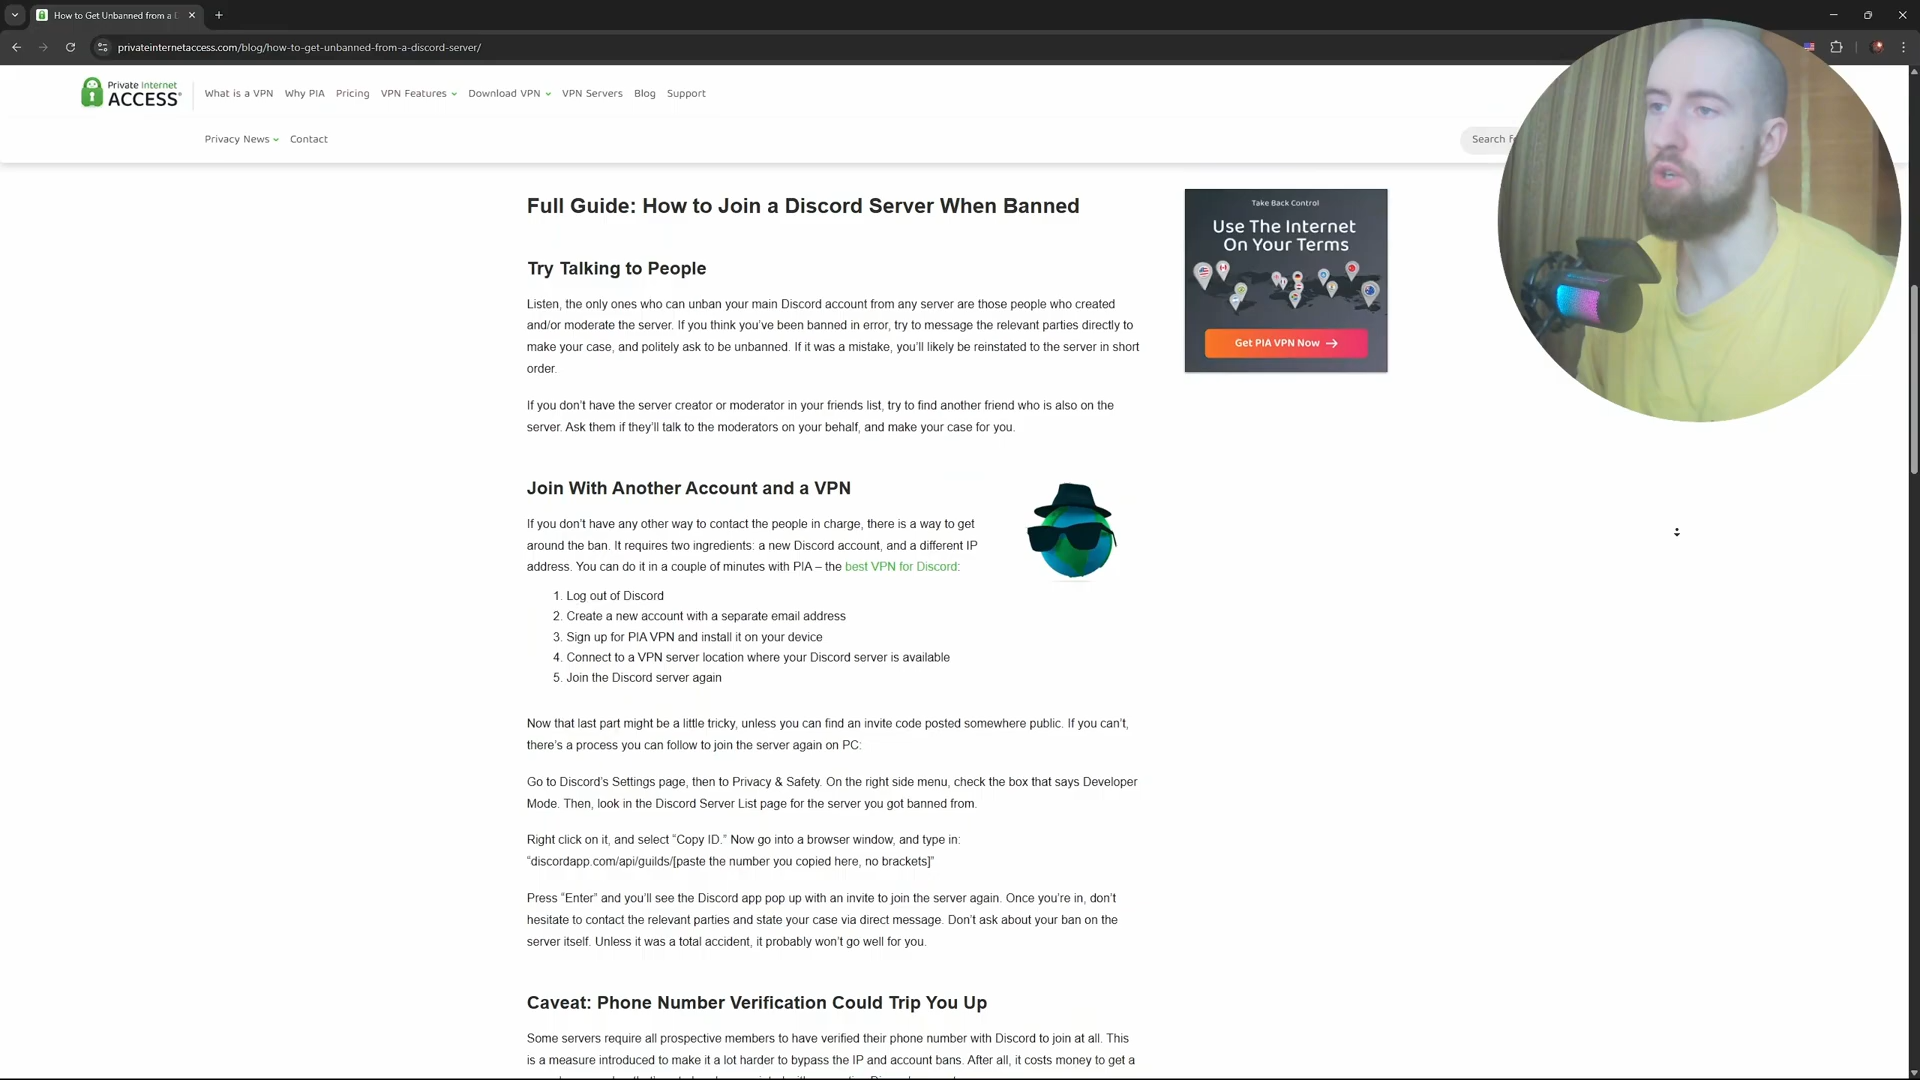 How to Get Unbanned from a D
privateinternetaccess.com/blog/how-to-get-unbanned-from-a-discord-server/
Private Internet
ACCESS
What is a VPN
Why PIA
Pricing
VPN Features
Download VPN
VPN Servers
Blog
Support
Privacy News
Contact
Search f
Full Guide: How to Join a Discord Server When Banned
Take Back Control
Use The Internet
On Your Terms
Get PIA VPN Now →
Try Talking to People
Listen, the only ones who can unban your main Discord account from any server are those people who created
and/or moderate the server. If you think you've been banned in error, try to message the relevant parties directly to
make your case, and politely ask to be unbanned. If it was a mistake, you'll likely be reinstated to the server in short
order.
If you don't have the server creator or moderator in your friends list, try to find another friend who is also on the
server. Ask them if they'll talk to the moderators on your behalf, and make your case for you.
Join With Another Account and a VPN
If you don't have any other way to contact the people in charge, there is a way to get
around the ban. It requires two ingredients: a new Discord account, and a different IP
address. You can do it in a couple of minutes with PIA – the best VPN for Discord:
1. Log out of Discord
2. Create a new account with a separate email address
3. Sign up for PIA VPN and install it on your device
4. Connect to a VPN server location where your Discord server is available
5. Join the Discord server again
Now that last part might be a little tricky, unless you can find an invite code posted somewhere public. If you can't,
there's a process you can follow to join the server again on PC:
Go to Discord's Settings page, then to Privacy & Safety. On the right side menu, check the box that says Developer
Mode. Then, look in the Discord Server List page for the server you got banned from.
Right click on it, and select “Copy ID.” Now go into a browser window, and type in:
“discordapp.com/api/guilds/[paste the number you copied here, no brackets]”
Press “Enter” and you'll see the Discord app pop up with an invite to join the server again. Once you're in, don't
hesitate to contact the relevant parties and state your case via direct message. Don't ask about your ban on the
server itself. Unless it was a total accident, it probably won't go well for you.
Caveat: Phone Number Verification Could Trip You Up
Some servers require all prospective members to have verified their phone number with Discord to join at all. This
is a measure introduced to make it a lot harder to bypass the IP and account bans. After all, it costs money to get a